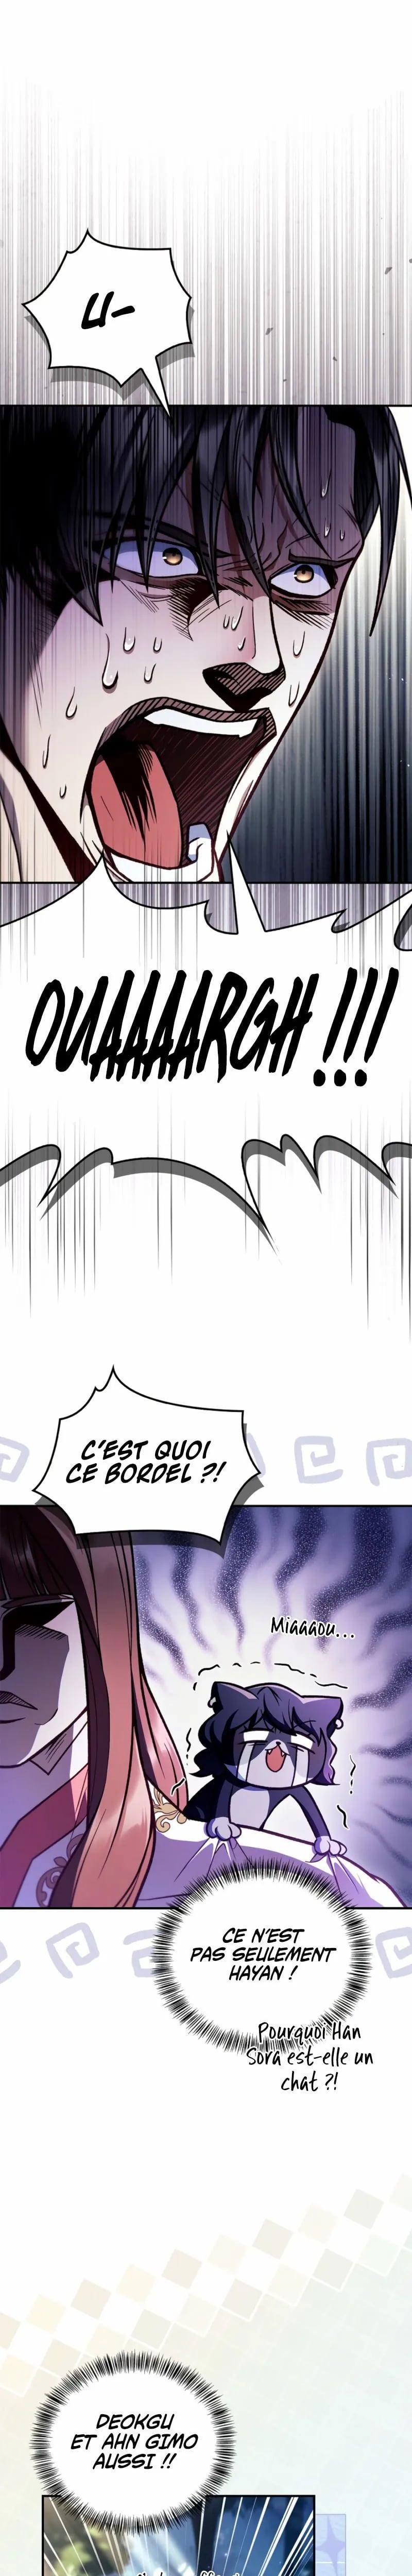 U-
OUAAAAARGH !!!
C'EST QUOI
CE BORDEL ?!
Miaaaou...
CE N'EST
PAS SEULEMENT
HAYAN !
Pourquoi Han
Sora est-elle un
chat ?!
DEOKGU
ET AHN GIMO
AUSSI !!